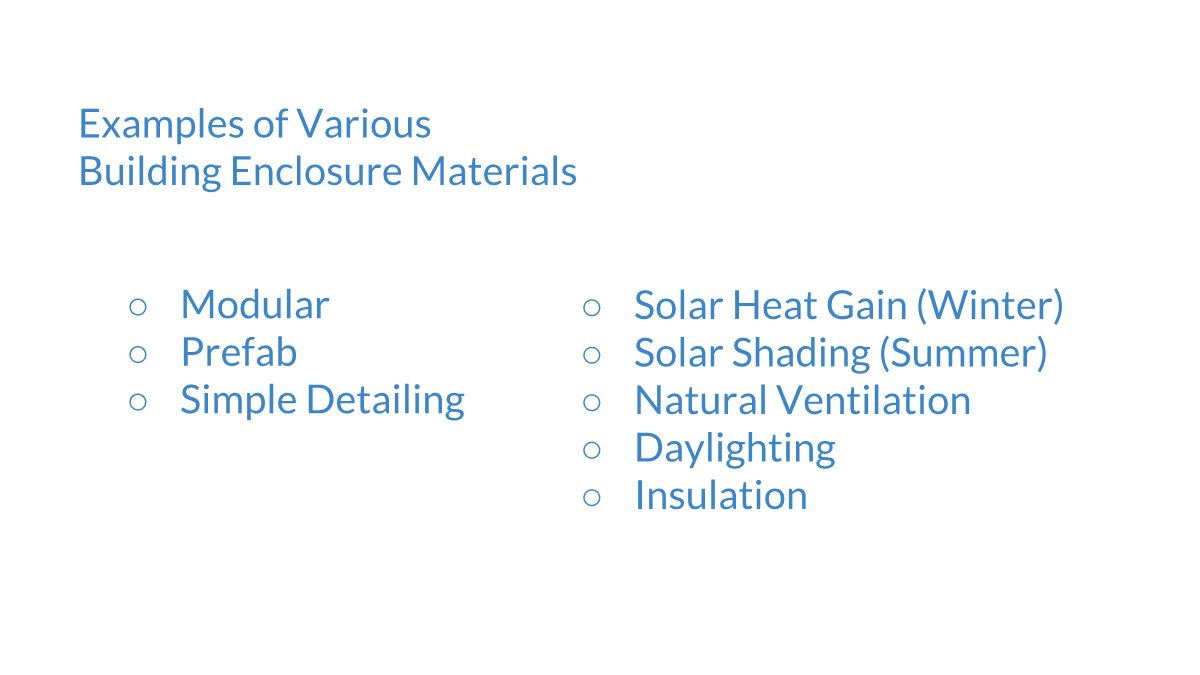 Examples of Various
Building Enclosure Materials
○ Modular
○ Prefab
○ Simple Detailing
○ Solar Heat Gain (Winter)
○ Solar Shading (Summer)
○ Natural Ventilation
○ Daylighting
○ Insulation